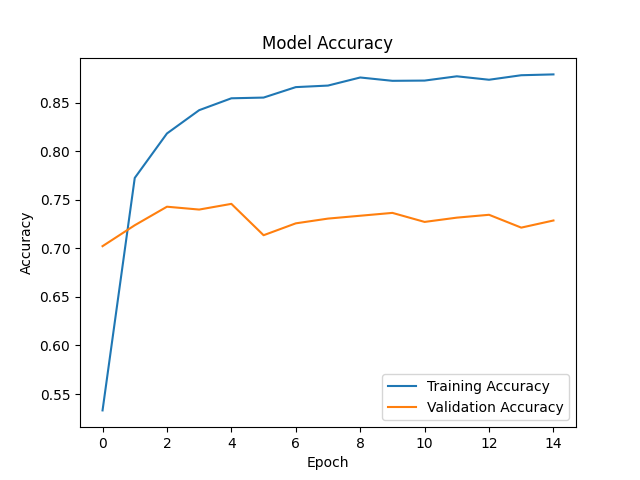 Model Accuracy
Accuracy
0.85
0.80
0.75
0.70
0.65
0.60
0.55
Training Accuracy
Validation Accuracy
0 2 4 6 8 10 12 14
Epoch